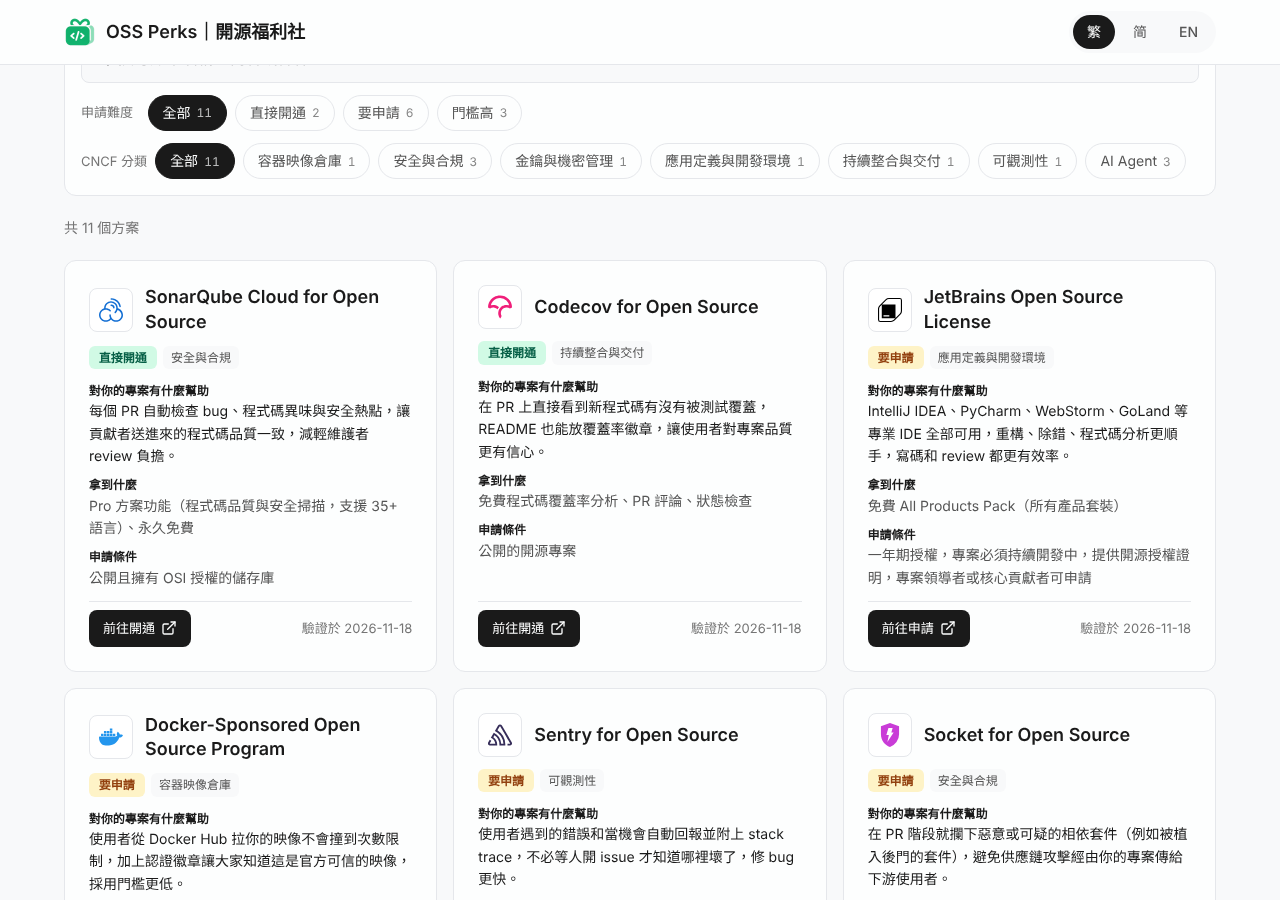 OSS Perks｜開源福利社
繁 简 EN
申請難度 全部 11 直接開通 2 要申請 6 門檻高 3
CNCF 分類 全部 11 容器映像倉庫 1 安全與合規 3 金鑰與機密管理 1 應用定義與開發環境 1 持續整合與交付 1 可觀測性 1 AI Agent 3
共 11 個方案
SonarQube Cloud for Open
Source
直接開通 安全與合規
對你的專案有什麼幫助
每個 PR 自動檢查 bug、程式碼異味與安全熱點，讓
貢獻者送進來的程式碼品質一致，減輕維護者
review 負擔。
拿到什麼
Pro 方案功能（程式碼品質與安全掃描，支援 35+
語言）、永久免費
申請條件
公開且擁有 OSI 授權的儲存庫
前往開通 驗證於 2026-11-18
Codecov for Open Source
直接開通 持續整合與交付
對你的專案有什麼幫助
在 PR 上直接看到新程式碼有沒有被測試覆蓋，
README 也能放覆蓋率徽章，讓使用者對專案品質
更有信心。
拿到什麼
免費程式碼覆蓋率分析、PR 評論、狀態檢查
申請條件
公開的開源專案
前往開通 驗證於 2026-11-18
JetBrains Open Source
License
要申請 應用定義與開發環境
對你的專案有什麼幫助
IntelliJ IDEA、PyCharm、WebStorm、GoLand 等
專業 IDE 全部可用，重構、除錯、程式碼分析更順
手，寫碼和 review 都更有效率。
拿到什麼
免費 All Products Pack（所有產品套裝）
申請條件
一年期授權，專案必須持續開發中，提供開源授權證
明，專案領導者或核心貢獻者可申請
前往申請 驗證於 2026-11-18
Docker-Sponsored Open
Source Program
要申請 容器映像倉庫
對你的專案有什麼幫助
使用者從 Docker Hub 拉你的映像不會撞到次數限
制，加上認證徽章讓大家知道這是官方可信的映像，
採用門檻更低。
Sentry for Open Source
要申請 可觀測性
對你的專案有什麼幫助
使用者遇到的錯誤和當機會自動回報並附上 stack
trace，不必等人開 issue 才知道哪裡壞了，修 bug
更快。
Socket for Open Source
要申請 安全與合規
對你的專案有什麼幫助
在 PR 階段就攔下惡意或可疑的相依套件（例如被植
入後門的套件），避免供應鏈攻擊經由你的專案傳給
下游使用者。